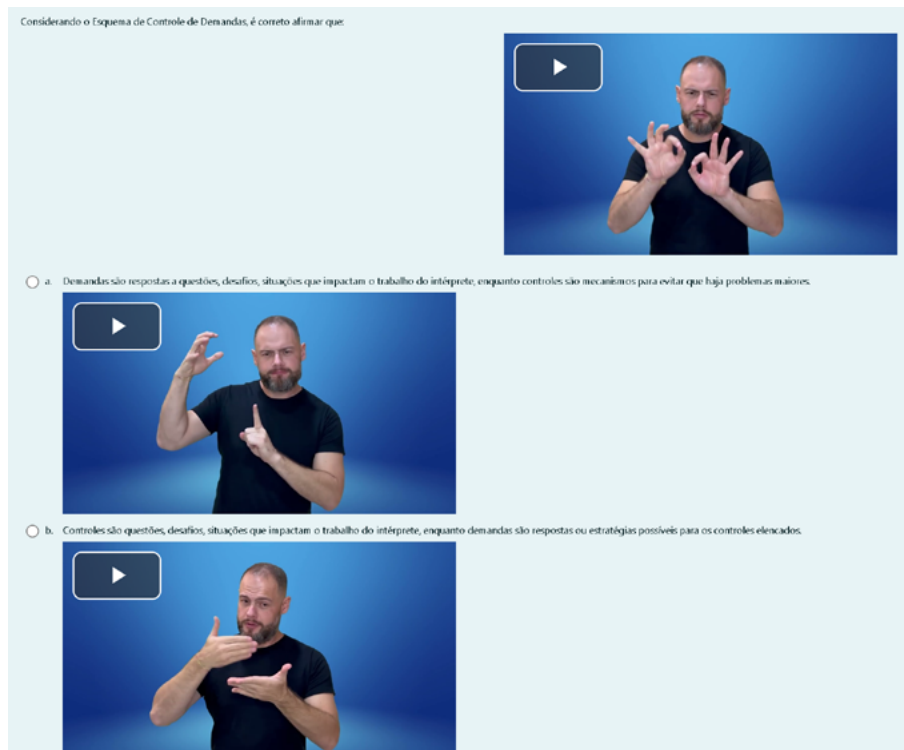 Considerando o Esquema de Controle de Demandas, é correto afirmar que:
a. Demandas são respostas a questões, desafios, situações que impactam o trabalho do intérprete, enquanto controles são mecanismos para evitar que haja problemas maiores.
b. Controles são questões, desafios, situações que impactam o trabalho do intérprete, enquanto demandas são respostas ou estratégias possíveis para os controles elencados.